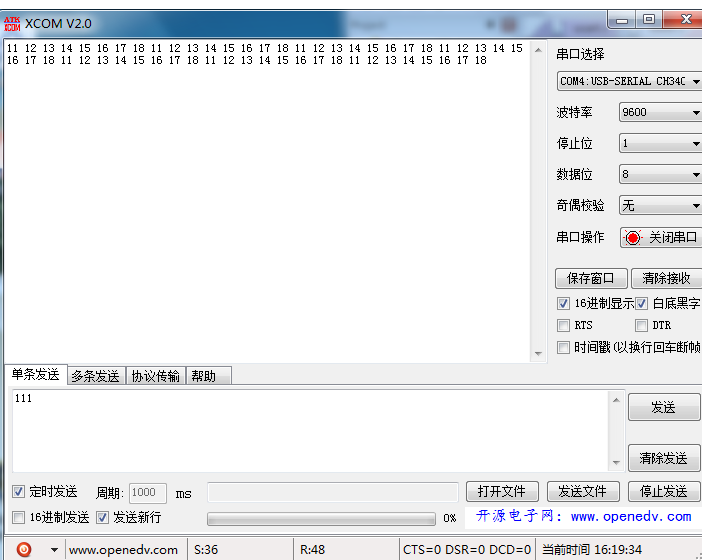 ATK
XCOM
XCOM V2.0
11 12 13 14 15 16 17 18 11 12 13 14 15 16 17 18 11 12 13 14 15 16 17 18 11 12 13 14 15
16 17 18 11 12 13 14 15 16 17 18 11 12 13 14 15 16 17 18
串口选择
COM4:USB-SERIAL CH340
波特率 9600
停止位 1
数据位 8
奇偶校验 无
串口操作 关闭串口
保存窗口 清除接收
16进制显示 白底黑字
RTS DTR
时间戳(以换行回车断帧
单条发送 多条发送 协议传输 帮助
111
发送
清除发送
定时发送 周期: 1000 ms 打开文件 发送文件 停止发送
16进制发送 发送新行 0% 开源电子网: www.openedv.com
www.openedv.com S:36 R:48 CTS=0 DSR=0 DCD=0 当前时间 16:19:34